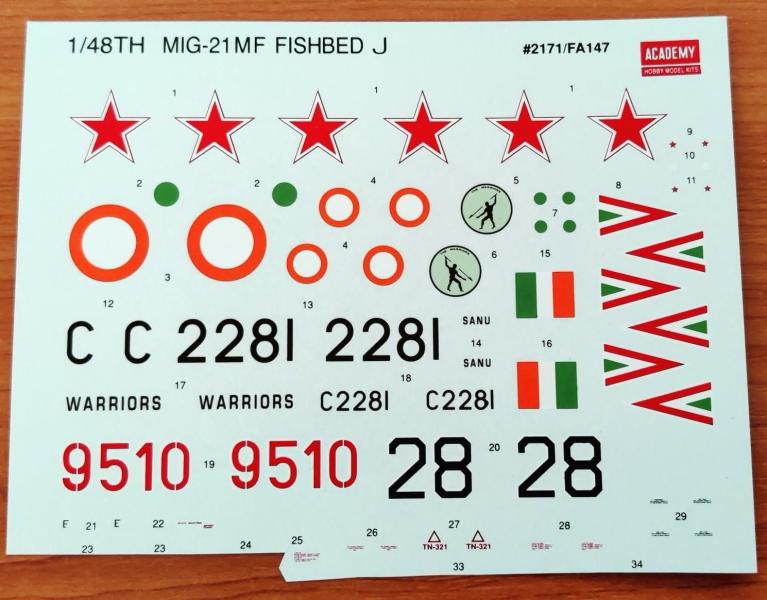 1/48TH MIG-21MF FISHBED J #2171/FA147 ACADEMY
HOBBY MODEL KITS
1 1 1
9
10
11
2 2 4 5 8
7
4 6 15
3
12 13
C C 2281 2281 SANU
14 16
SANU
17 18
WARRIORS WARRIORS C2281 C2281
9510 19 9510 28 20 28
E 21 E 22 26 27 28 29
23 23 24 25 TN-321 TN-321
33 34